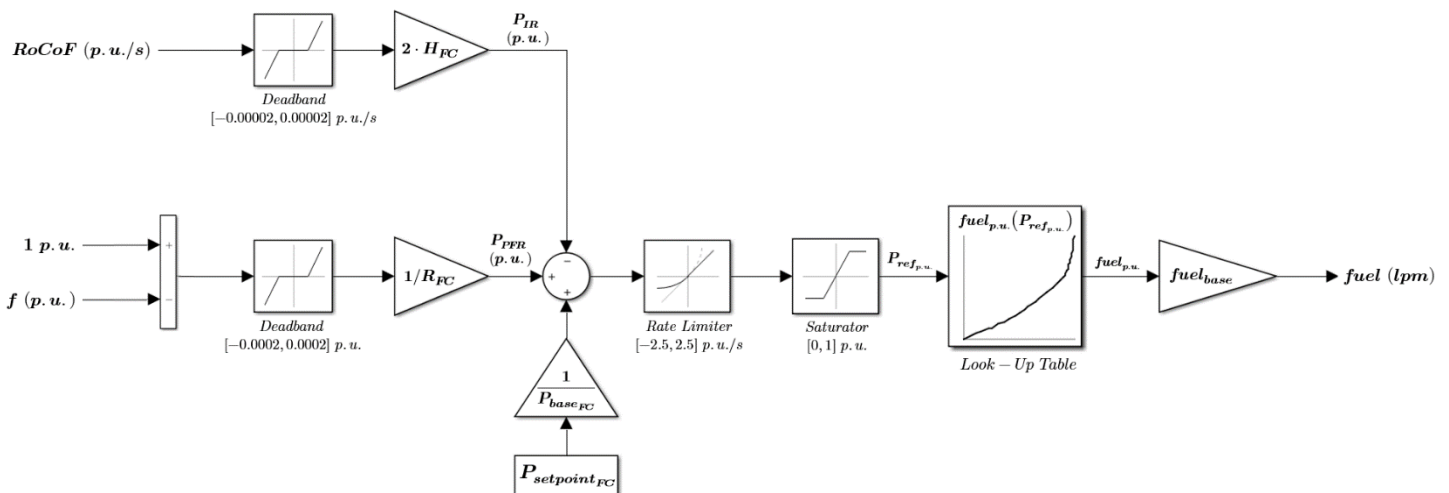 RoCoF (p.u./s)
Deadband
[−0.00002, 0.00002] p.u./s
2 · H_FC
P_IR
(p.u.)
1 p.u.
f (p.u.)
+
−
Deadband
[−0.0002, 0.0002] p.u.
1/R_FC
P_PFR
(p.u.)
−
+
+
1
P_base_FC
P_setpoint_FC
Rate Limiter
[−2.5, 2.5] p.u./s
Saturator
[0, 1] p.u.
P_ref_p.u.
fuel_p.u.(P_ref_p.u.)
Look − Up Table
fuel_p.u.
fuel_base
fuel (lpm)